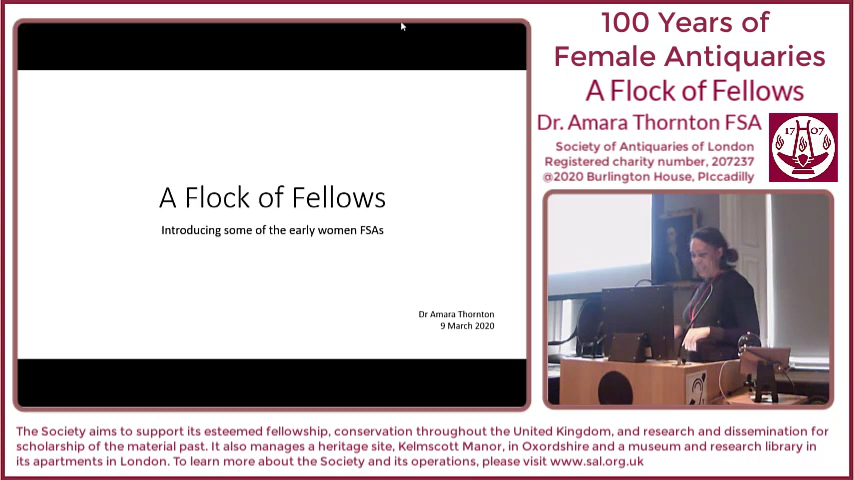 A Flock of Fellows
Introducing some of the early women FSAs
Dr Amara Thornton
9 March 2020
100 Years of
Female Antiquaries
A Flock of Fellows
Dr. Amara Thornton FSA
Society of Antiquaries of London
Registered charity number, 207237
@2020 Burlington House, PIccadilly
17 07
The Society aims to support its esteemed fellowship, conservation throughout the United Kingdom, and research and dissemination for
scholarship of the material past. It also manages a heritage site, Kelmscott Manor, in Oxordshire and a museum and research library in
its apartments in London. To learn more about the Society and its operations, please visit www.sal.org.uk